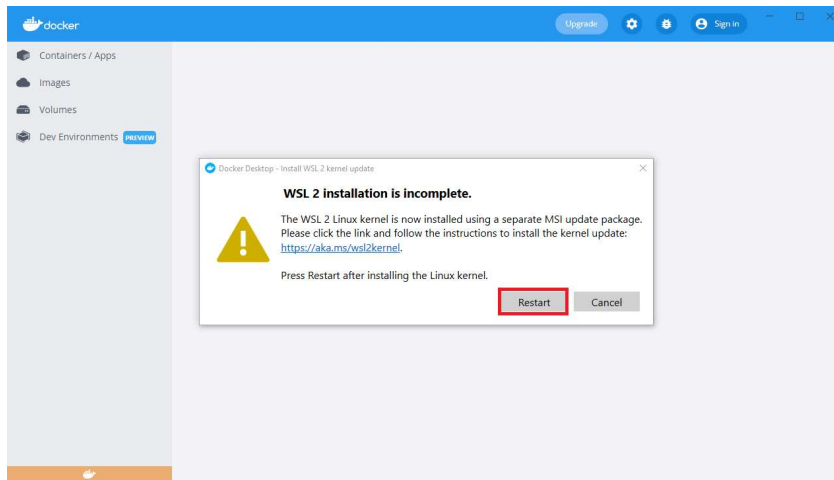 docker
Upgrade
Sign in
Containers / Apps
Images
Volumes
Dev Environments PREVIEW
Docker Desktop - Install WSL 2 kernel update
WSL 2 installation is incomplete.
The WSL 2 Linux kernel is now installed using a separate MSI update package.
Please click the link and follow the instructions to install the kernel update:
https://aka.ms/wsl2kernel.
Press Restart after installing the Linux kernel.
Restart
Cancel